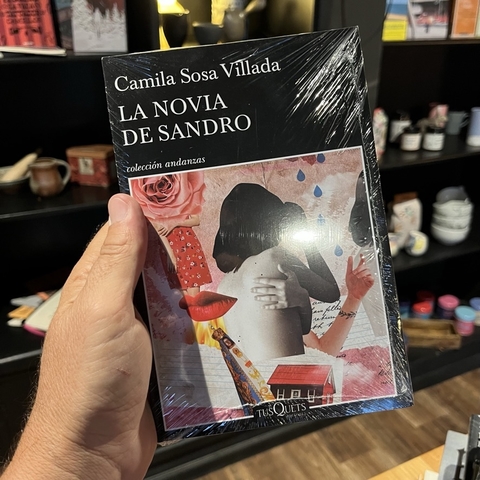 Camila Sosa Villada
LA NOVIA
DE SANDRO
colección andanzas
TUSQUETS